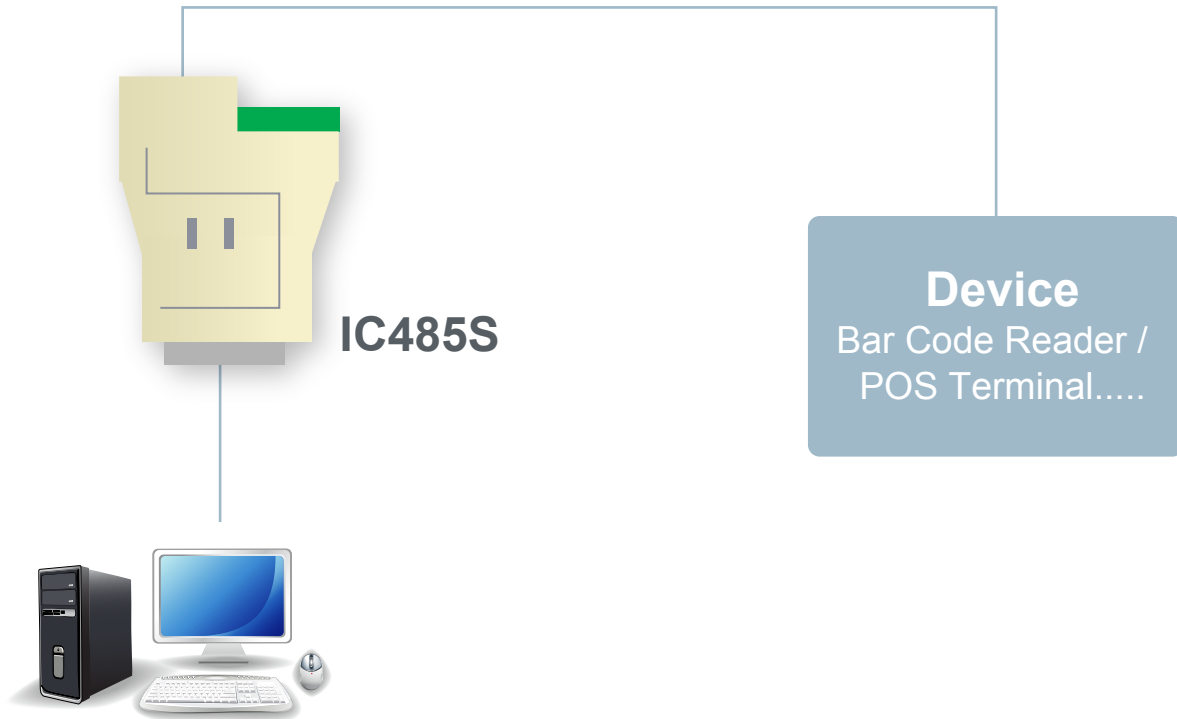 IC485S
Device
Bar Code Reader /
POS Terminal.....